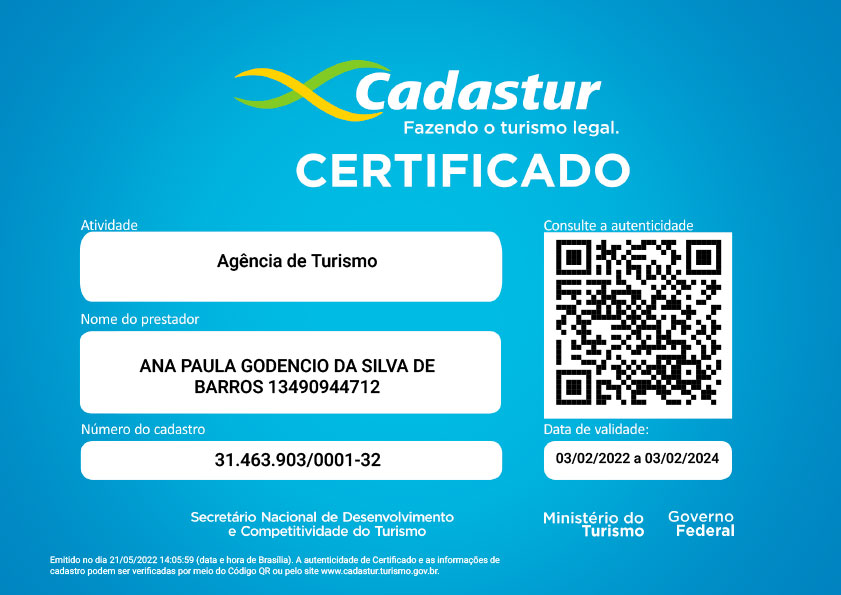 Cadastur
Fazendo o turismo legal.
CERTIFICADO
Atividade
Agência de Turismo
Nome do prestador
ANA PAULA GODENCIO DA SILVA DE
BARROS 13490944712
Número do cadastro
31.463.903/0001-32
Consulte a autenticidade
Data de validade:
03/02/2022 a 03/02/2024
Secretário Nacional de Desenvolvimento
e Competitividade do Turismo
Ministério do
Turismo
Governo
Federal
Emitido no dia 21/05/2022 14:05:59 (data e hora de Brasília). A autenticidade de Certificado e as informações de
cadastro podem ser verificadas por meio do Código QR ou pelo site www.cadastur.turismo.gov.br.